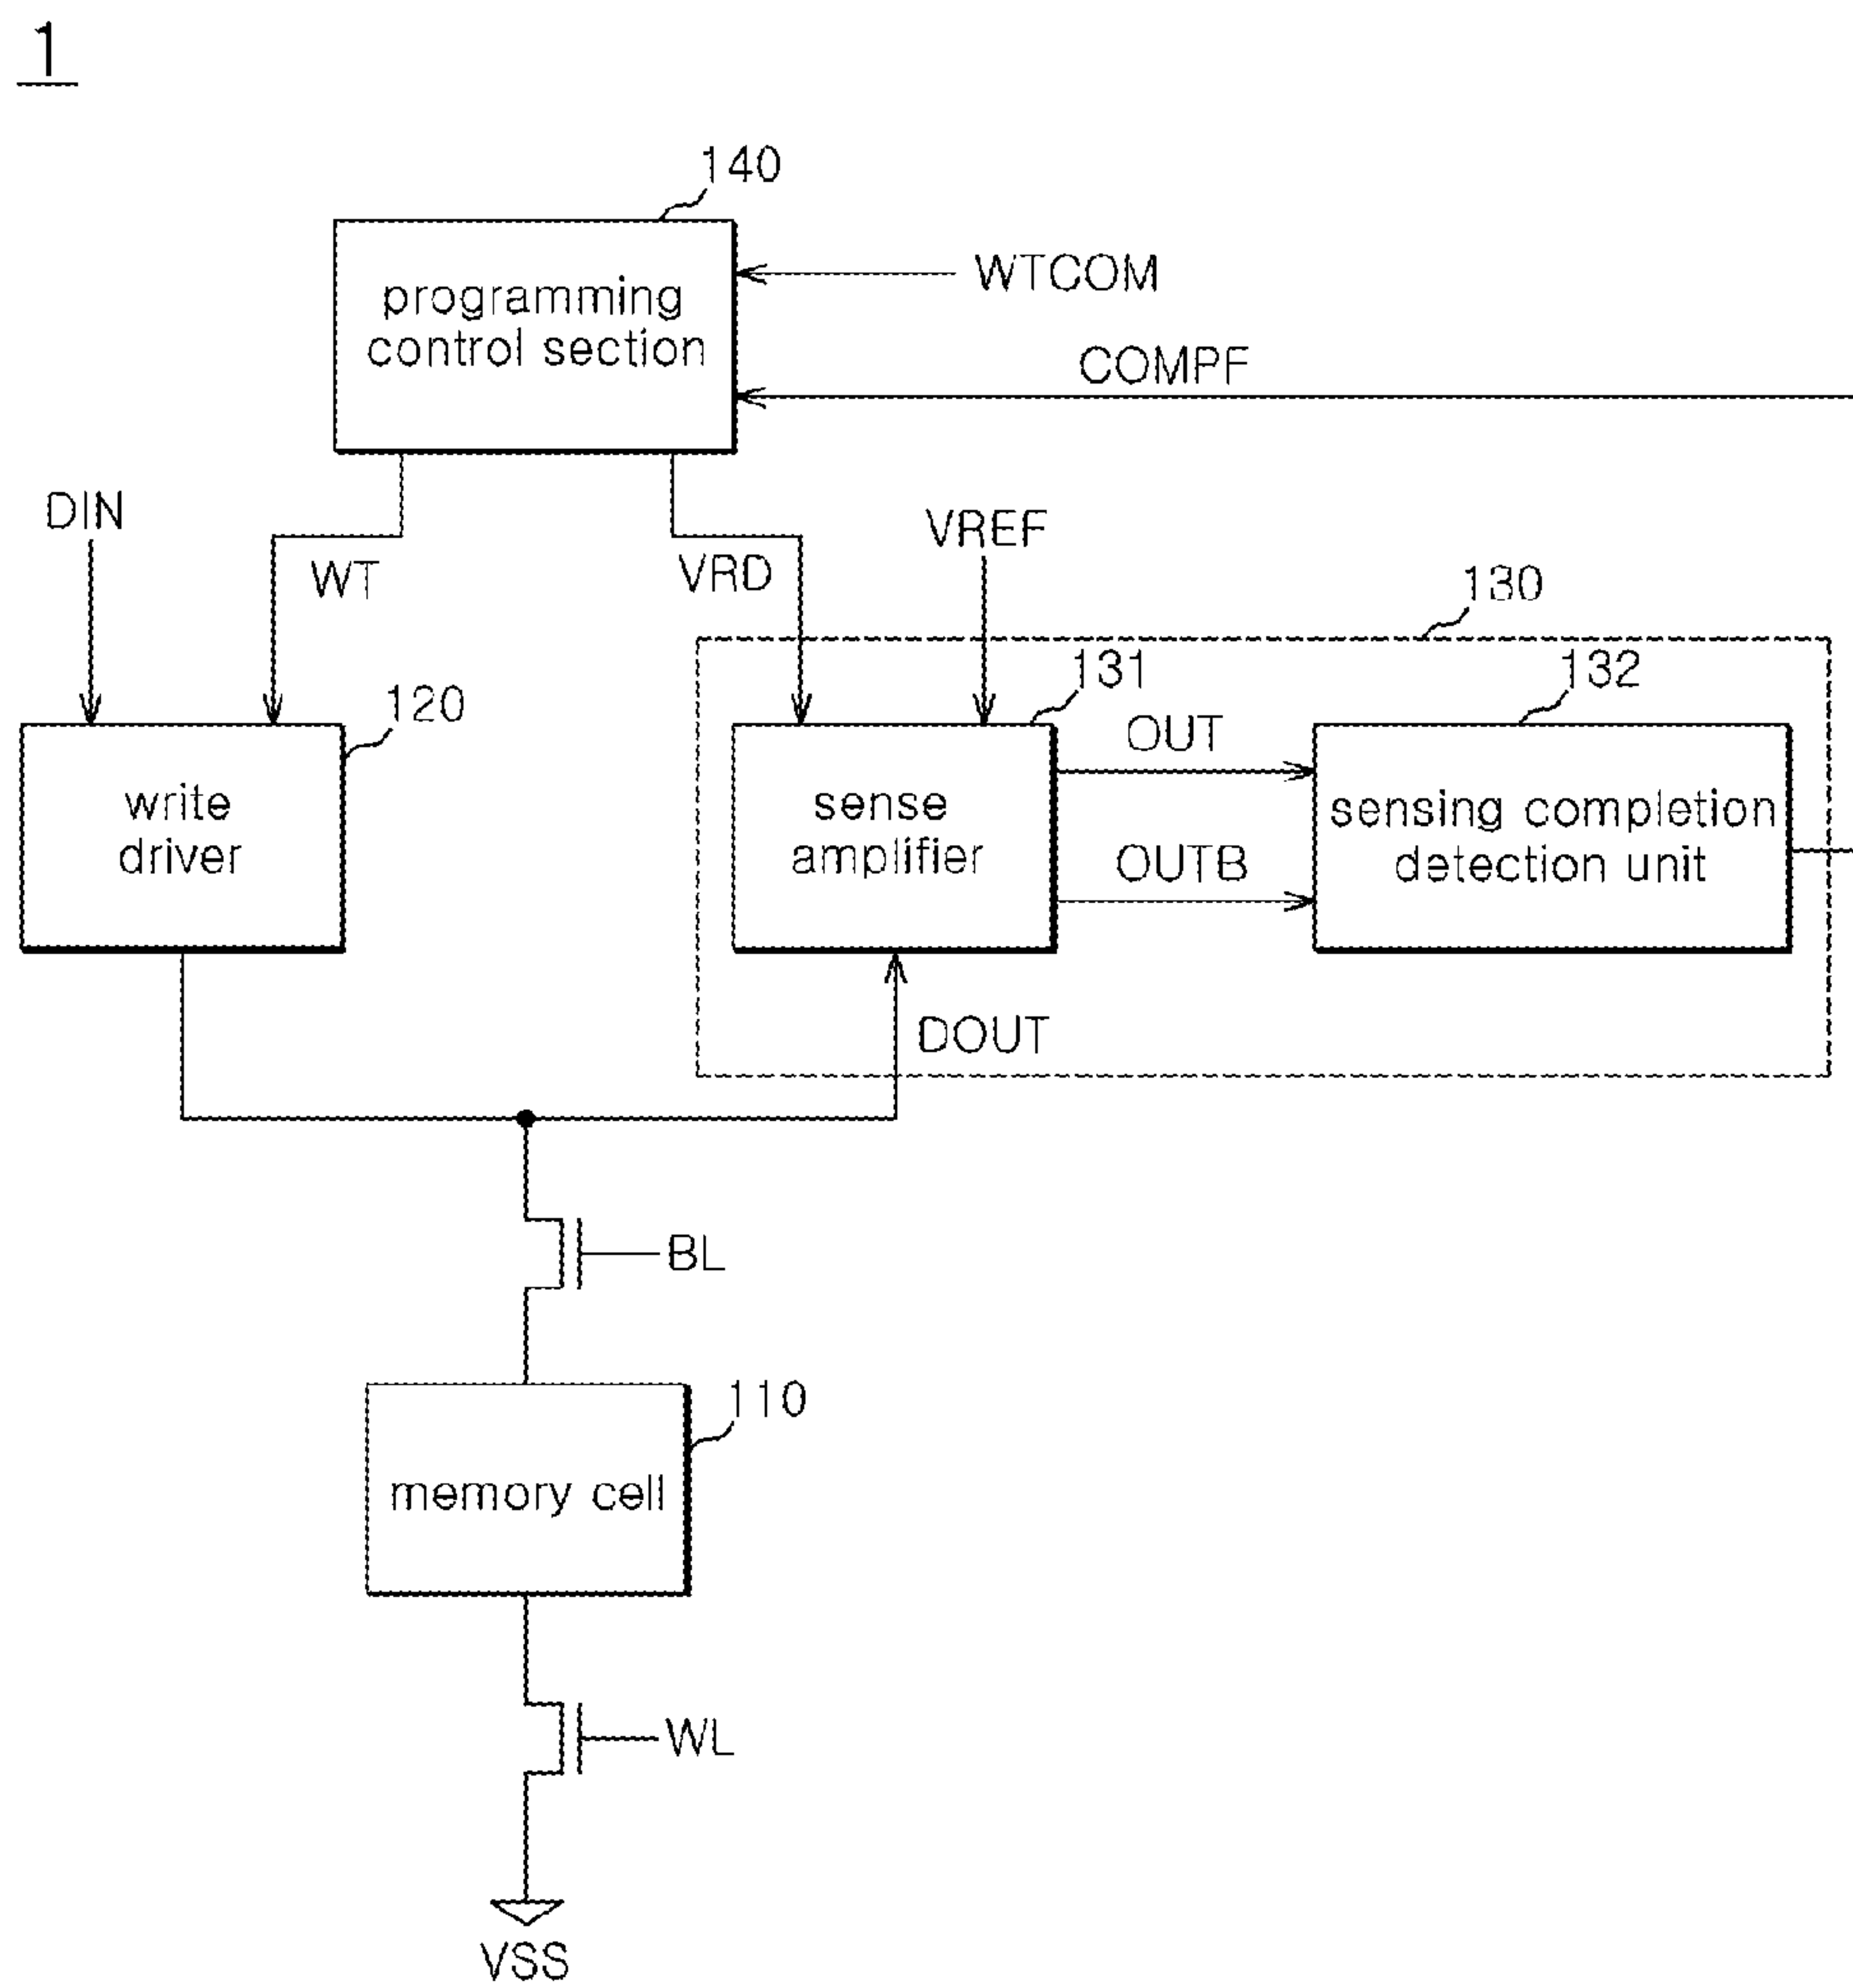 1
140
programming
control section
WTCOM
COMPF
DIN
WT
VRD
VREF
130
120
131
132
write
driver
sense
amplifier
OUT
OUTB
sensing completion
detection unit
DOUT
BL
110
memory cell
WL
VSS